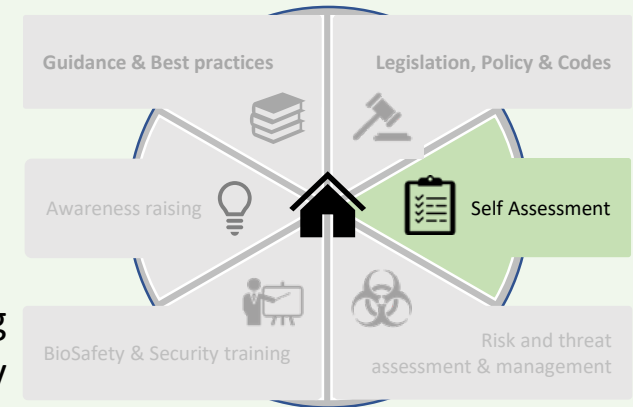 Guidance & Best practices
Legislation, Policy & Codes
Awareness raising
Self Assessment
BioSafety & Security training
Risk and threat
assessment & management